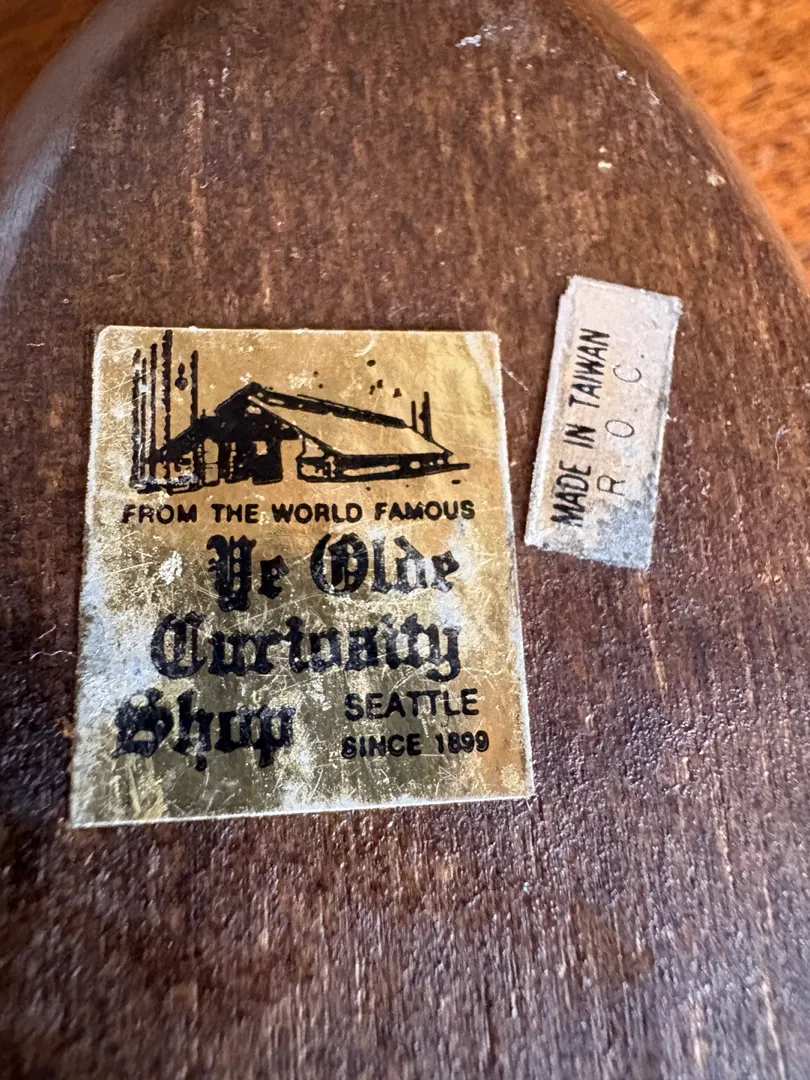 FROM THE WORLD FAMOUS
Ye Olde
Curiosity
Shop SEATTLE
SINCE 1899
MADE IN TAIWAN
R. O. C.